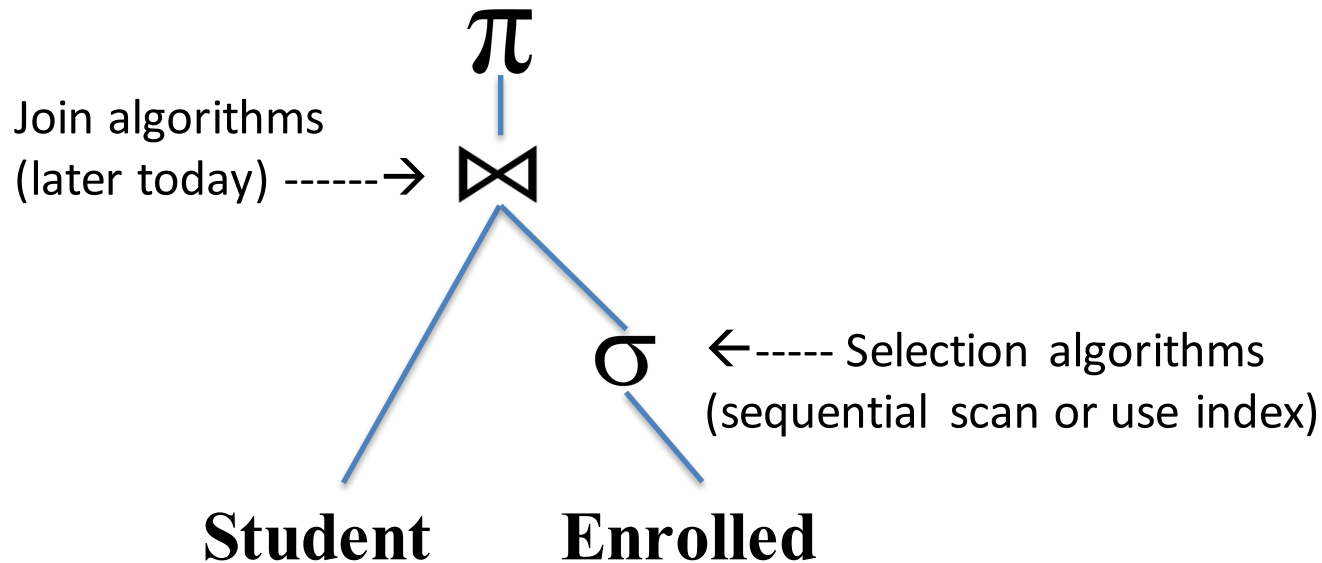 π
Join algorithms
(later today) ------→
⋈
σ
←----- Selection algorithms
(sequential scan or use index)
Student
Enrolled